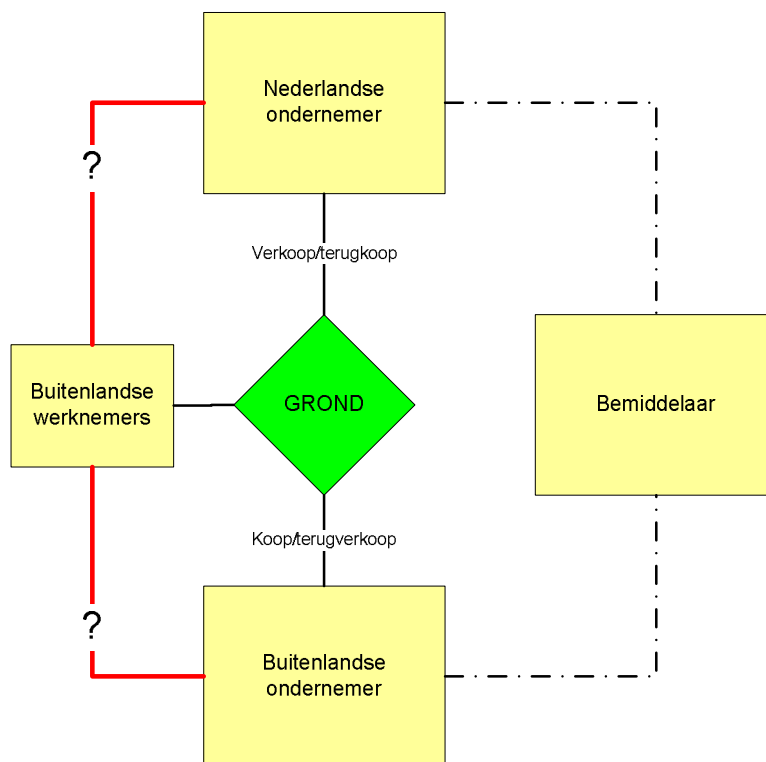 Nederlandse
ondernemer
?
Verkoop/terugkoop
Buitenlandse
werknemers
GROND
Bemiddelaar
Koop/terugverkoop
?
Buitenlandse
ondernemer